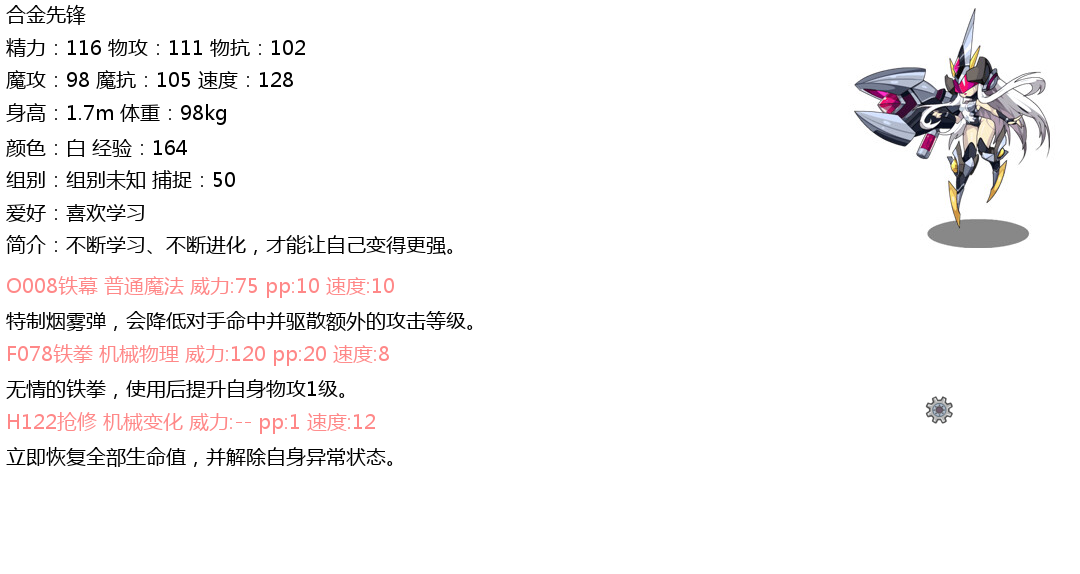 合金先锋
精力：116 物攻：111 物抗：102
魔攻：98 魔抗：105 速度：128
身高：1.7m 体重：98kg
颜色：白 经验：164
组别：组别未知 捕捉：50
爱好：喜欢学习
简介：不断学习、不断进化，才能让自己变得更强。
O008铁幕 普通魔法 威力:75 pp:10 速度:10
特制烟雾弹，会降低对手命中并驱散额外的攻击等级。
F078铁拳 机械物理 威力:120 pp:20 速度:8
无情的铁拳，使用后提升自身物攻1级。
H122抢修 机械变化 威力:-- pp:1 速度:12
立即恢复全部生命值，并解除自身异常状态。